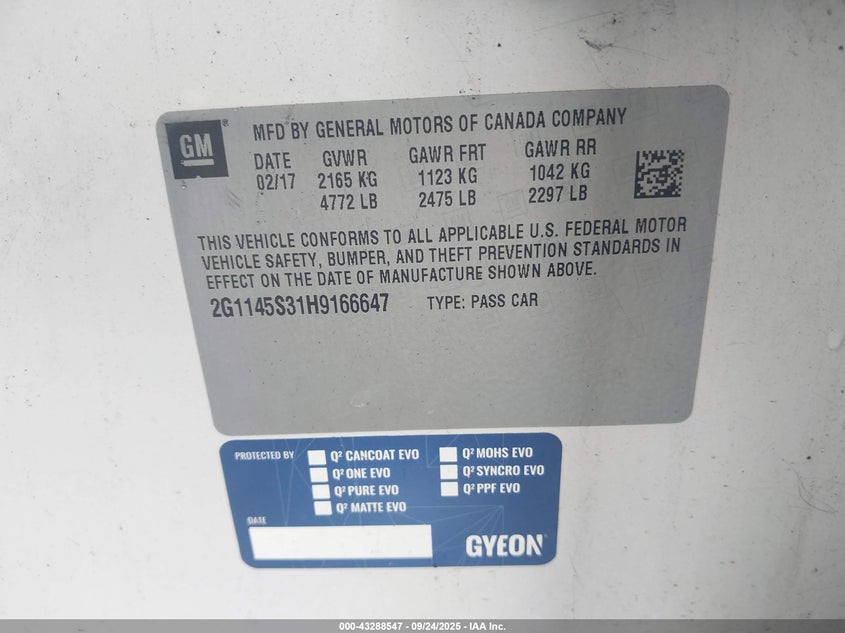 GM®
MFD BY GENERAL MOTORS OF CANADA COMPANY
DATE GVWR GAWR FRT GAWR RR
02/17 2165 KG 1123 KG 1042 KG
4772 LB 2475 LB 2297 LB
THIS VEHICLE CONFORMS TO ALL APPLICABLE U.S. FEDERAL MOTOR
VEHICLE SAFETY, BUMPER, AND THEFT PREVENTION STANDARDS IN
EFFECT ON THE DATE OF MANUFACTURE SHOWN ABOVE.
2G1145S31H9166647 TYPE: PASS CAR
PROTECTED BY Q² CANCOAT EVO Q² MOHS EVO
Q² ONE EVO Q² SYNCRO EVO
Q² PURE EVO Q² PPF EVO
Q² MATTE EVO
DATE
GYEON
000-43288547 - 09/24/2025 - IAA Inc.